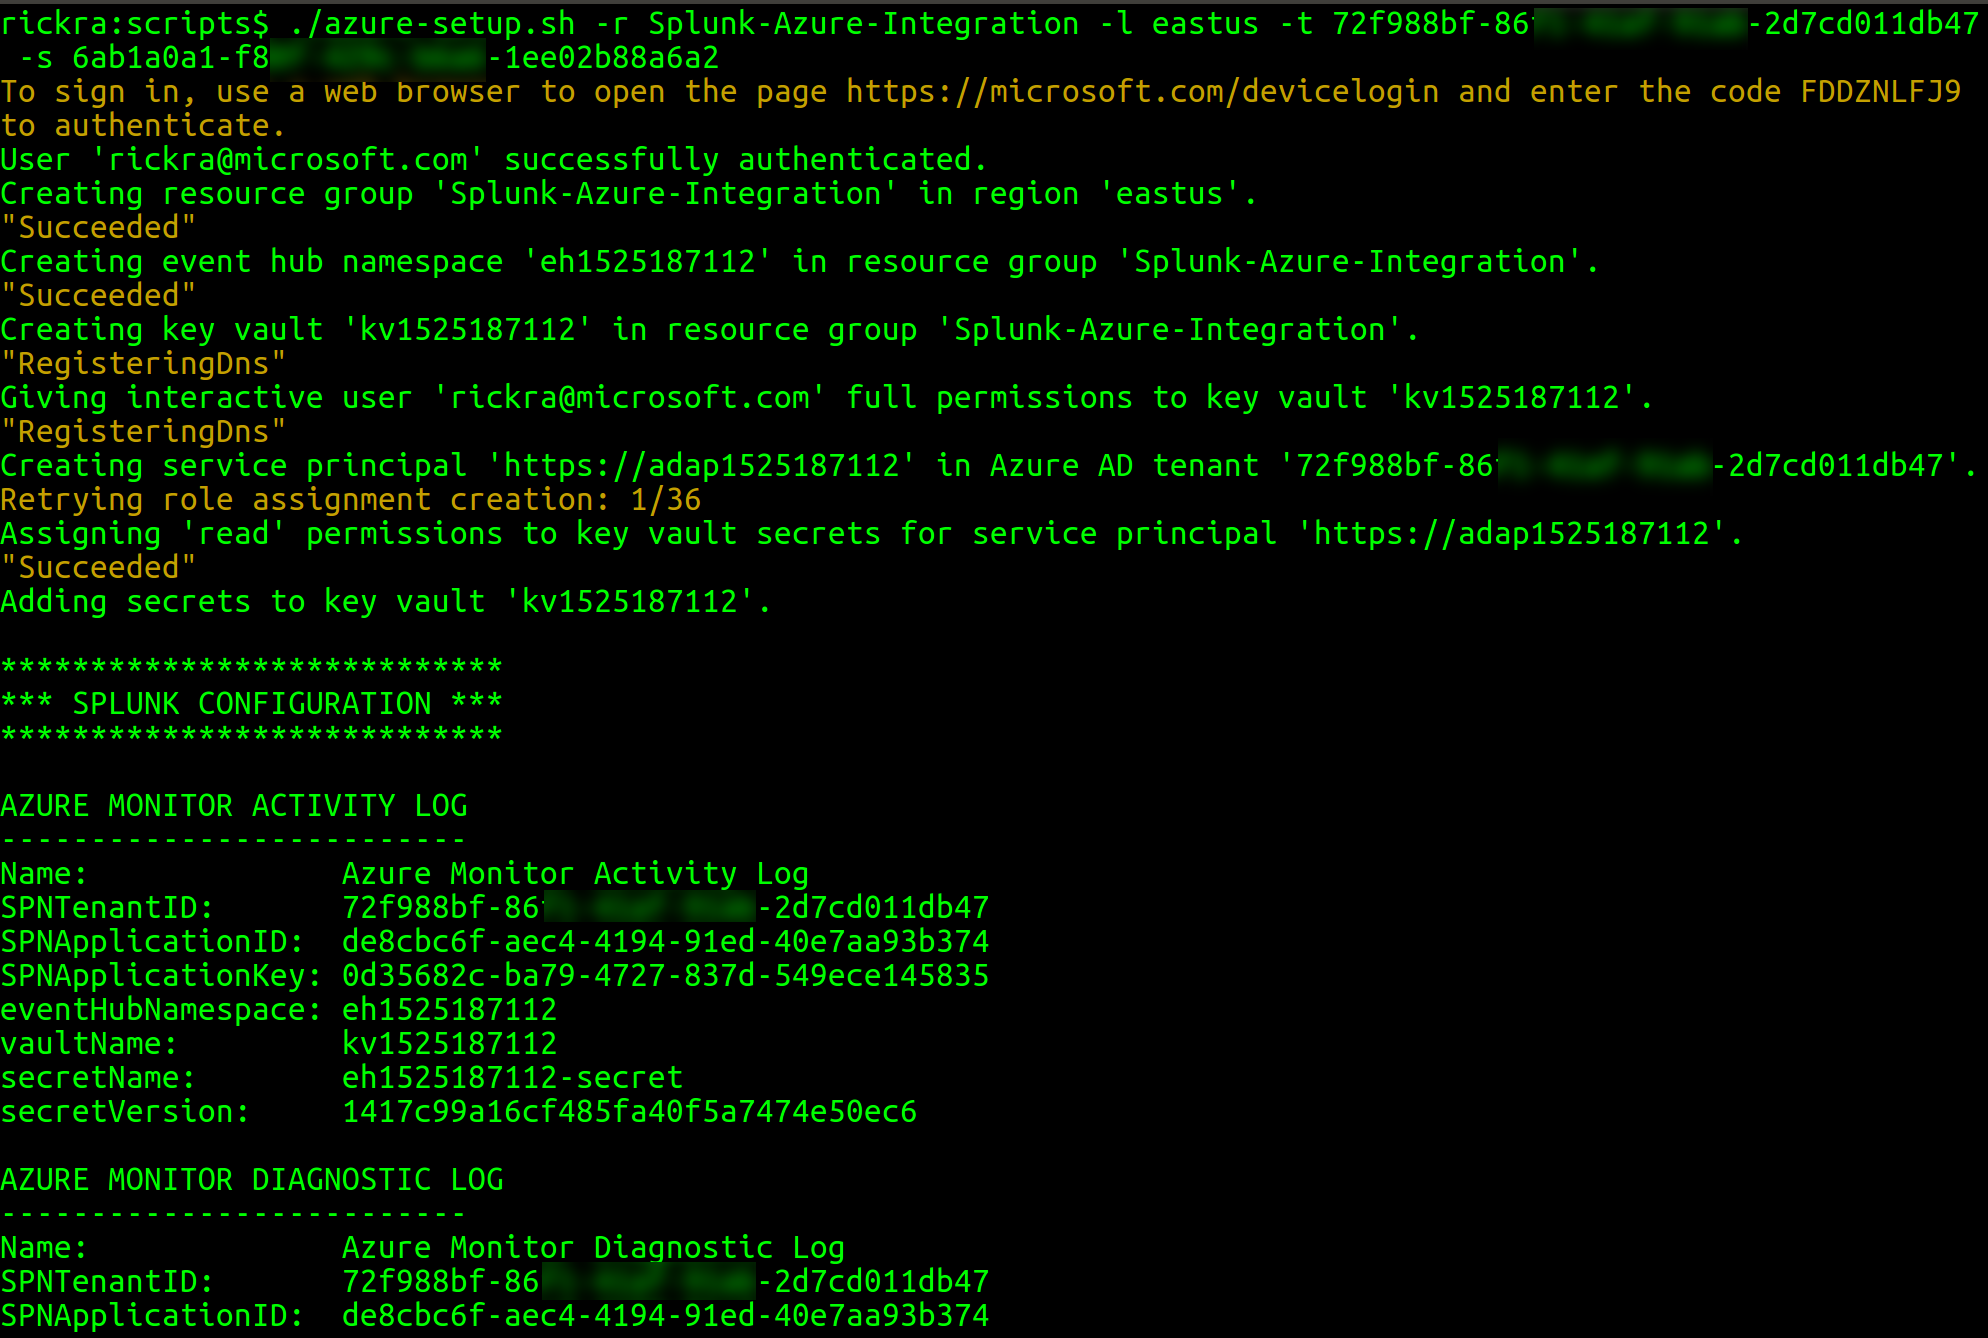 rickra:scripts$ ./azure-setup.sh -r Splunk-Azure-Integration -l eastus -t 72f988bf-86 -2d7cd011db47
-s 6ab1a0a1-f8 -1ee02b88a6a2
To sign in, use a web browser to open the page https://microsoft.com/devicelogin and enter the code FDDZNLFJ9
to authenticate.
User 'rickra@microsoft.com' successfully authenticated.
Creating resource group 'Splunk-Azure-Integration' in region 'eastus'.
"Succeeded"
Creating event hub namespace 'eh1525187112' in resource group 'Splunk-Azure-Integration'.
"Succeeded"
Creating key vault 'kv1525187112' in resource group 'Splunk-Azure-Integration'.
"RegisteringDns"
Giving interactive user 'rickra@microsoft.com' full permissions to key vault 'kv1525187112'.
"RegisteringDns"
Creating service principal 'https://adap1525187112' in Azure AD tenant '72f988bf-86 -2d7cd011db47'.
Retrying role assignment creation: 1/36
Assigning 'read' permissions to key vault secrets for service principal 'https://adap1525187112'.
"Succeeded"
Adding secrets to key vault 'kv1525187112'.
****************************
*** SPLUNK CONFIGURATION ***
****************************
AZURE MONITOR ACTIVITY LOG
--------------------------
Name: Azure Monitor Activity Log
SPNTenantID: 72f988bf-86 -2d7cd011db47
SPNApplicationID: de8cbc6f-aec4-4194-91ed-40e7aa93b374
SPNApplicationKey: 0d35682c-ba79-4727-837d-549ece145835
eventHubNamespace: eh1525187112
vaultName: kv1525187112
secretName: eh1525187112-secret
secretVersion: 1417c99a16cf485fa40f5a7474e50ec6
AZURE MONITOR DIAGNOSTIC LOG
--------------------------
Name: Azure Monitor Diagnostic Log
SPNTenantID: 72f988bf-86 -2d7cd011db47
SPNApplicationID: de8cbc6f-aec4-4194-91ed-40e7aa93b374